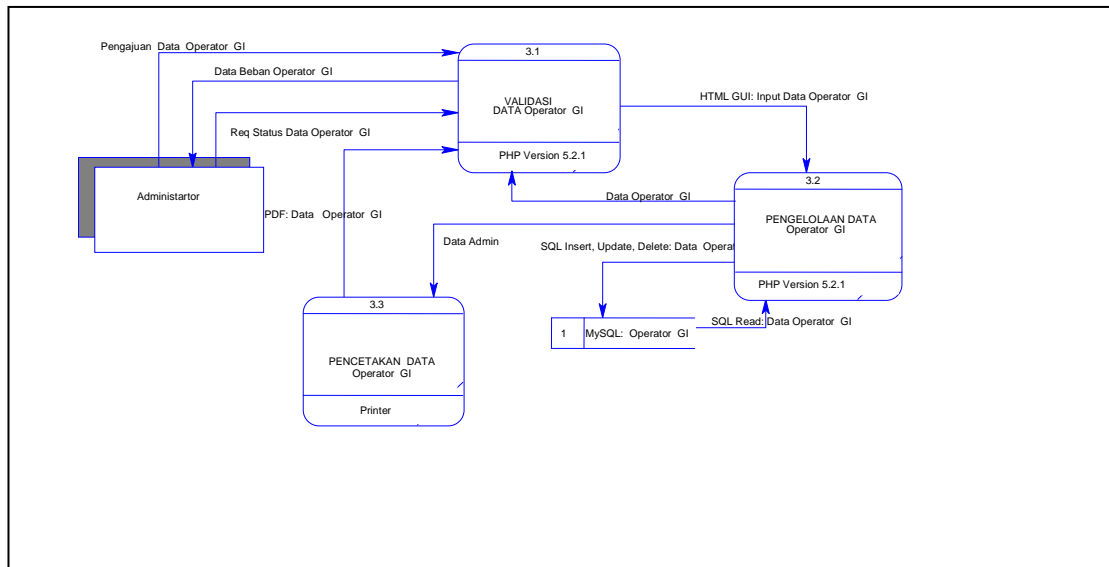 Pengajuan Data Operator GI
3.1
Data Beban Operator GI
VALIDASI
DATA Operator GI
HTML GUI: Input Data Operator GI
Req Status Data Operator GI
PHP Version 5.2.1
Administartor
3.2
Data Operator GI
PDF: Data Operator GI
PENGELOLAAN DATA
Operator GI
Data Admin
SQL Insert, Update, Delete: Data Operat
PHP Version 5.2.1
3.3
SQL Read: Data Operator GI
1
MySQL: Operator GI
PENCETAKAN DATA
Operator GI
Printer